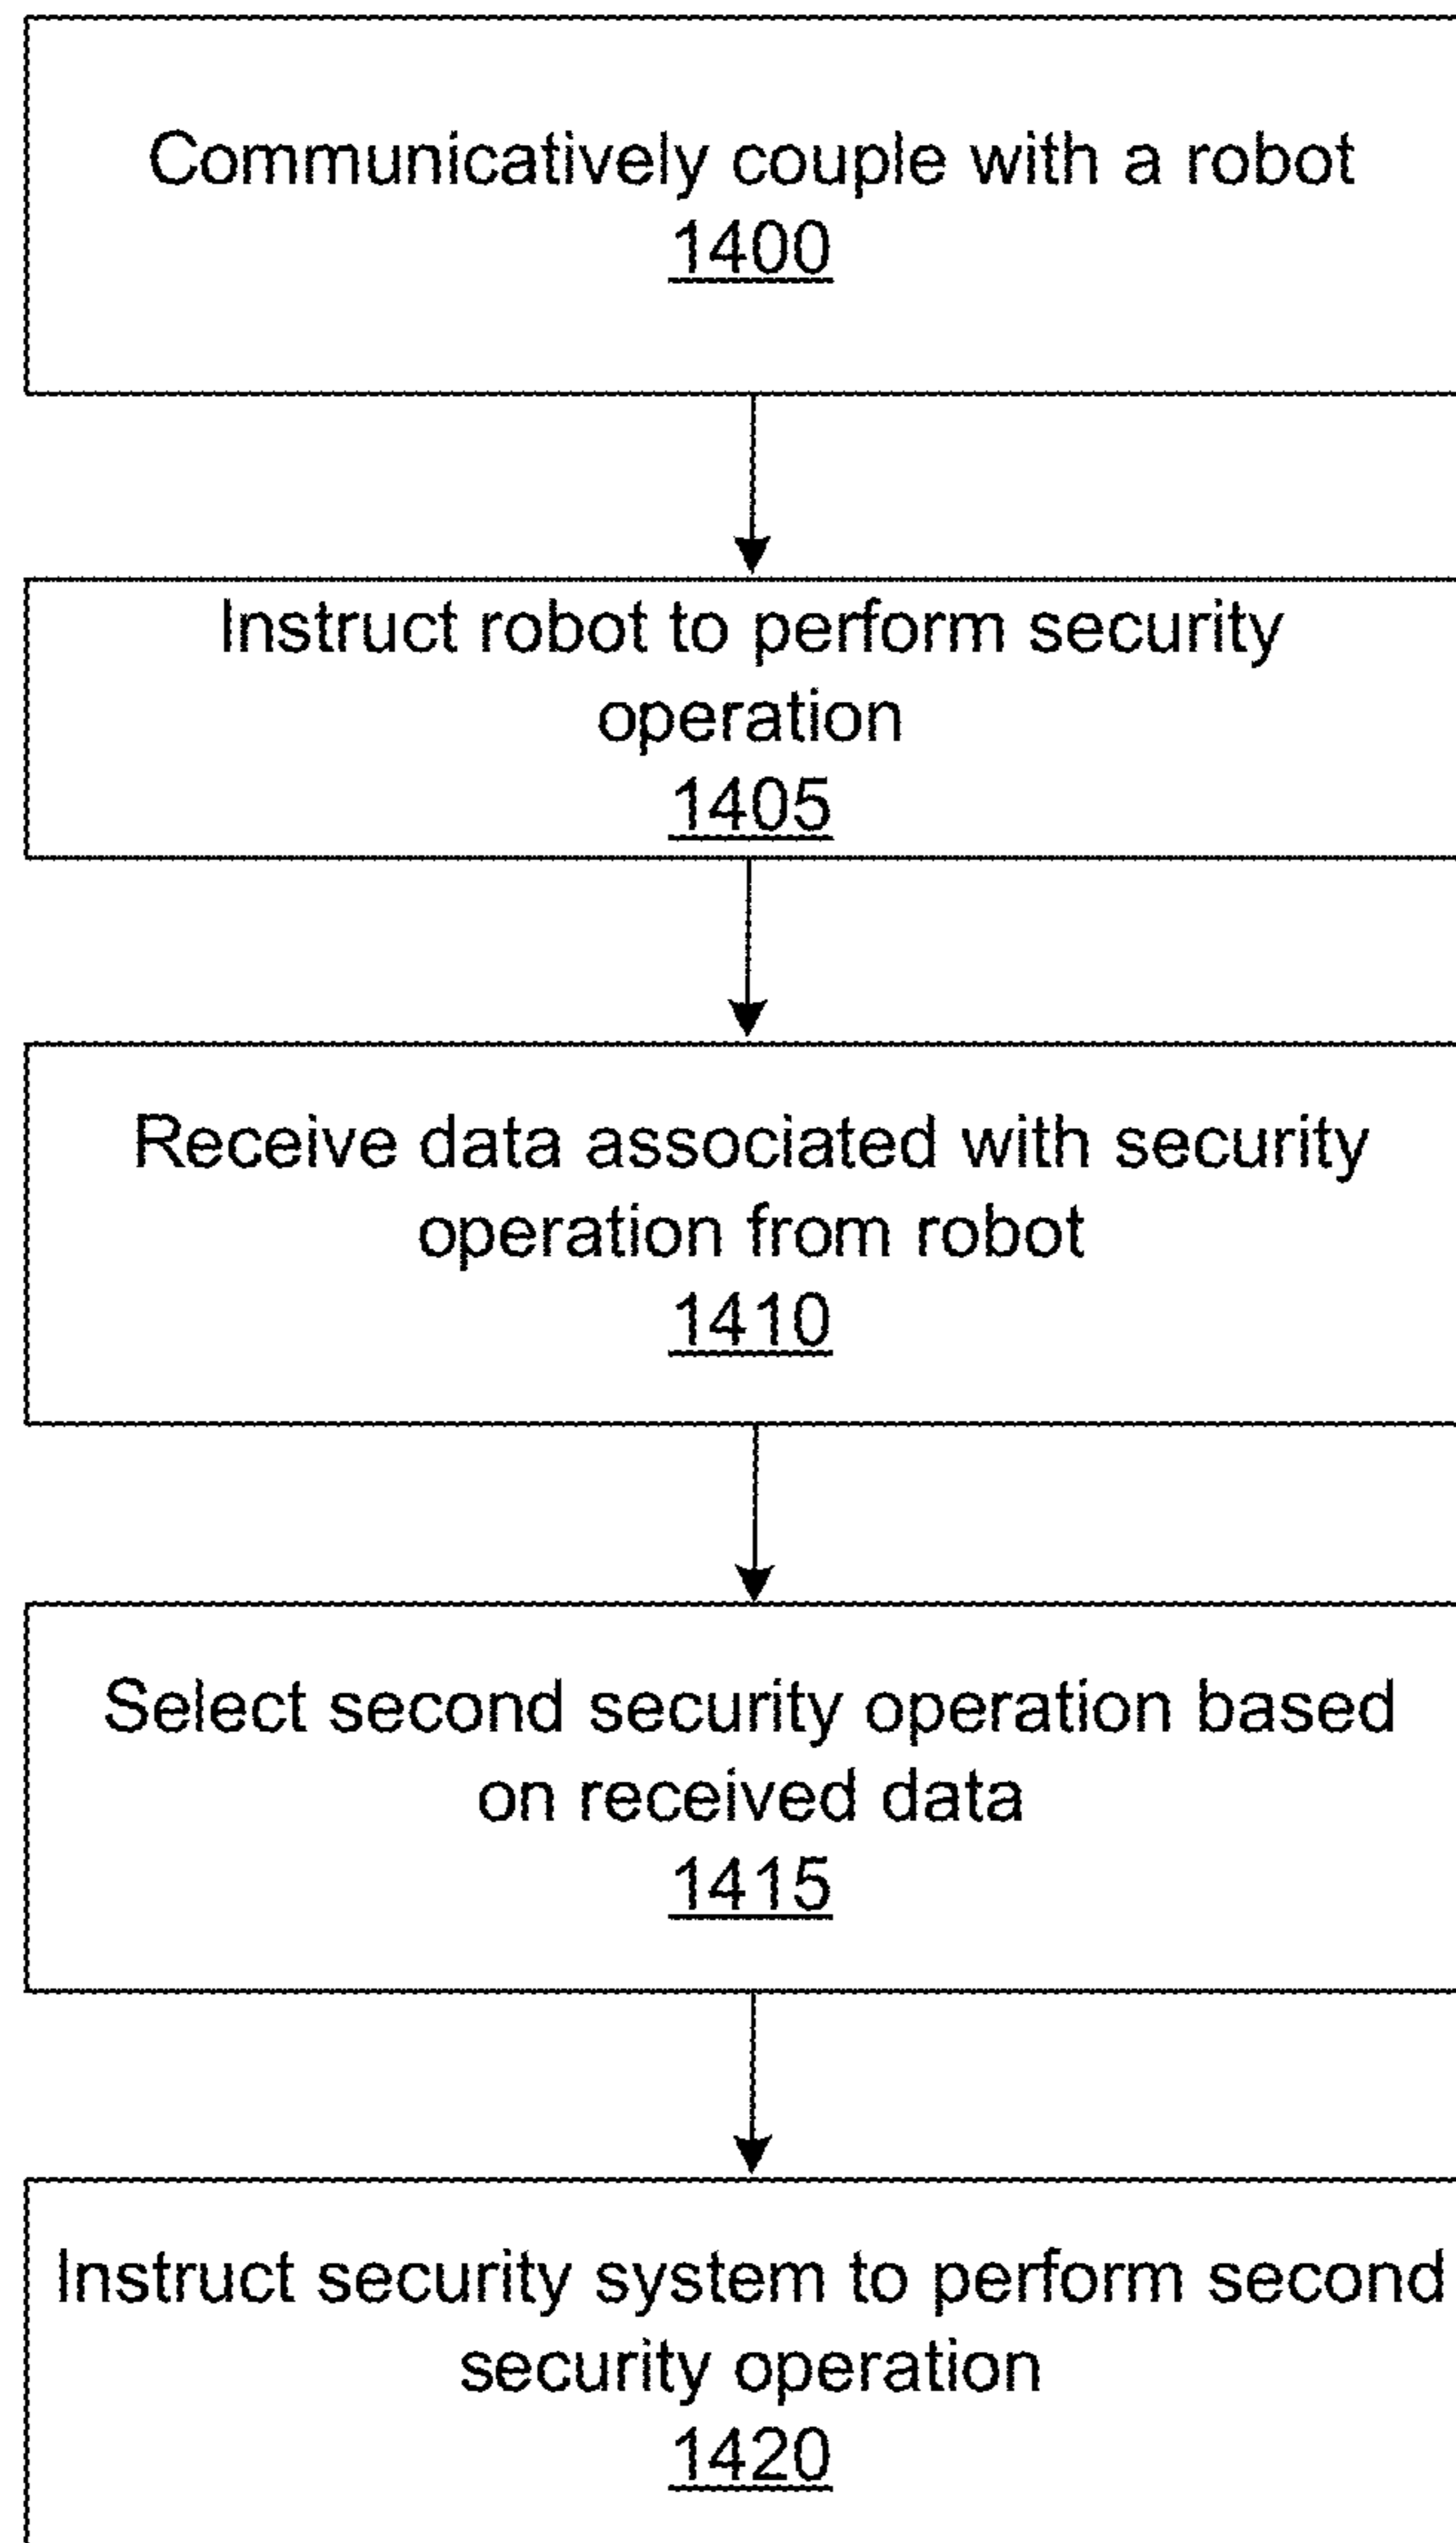 Communicatively couple with a robot
1400
Instruct robot to perform security
operation
1405
Receive data associated with security
operation from robot
1410
Select second security operation based
on received data
1415
Instruct security system to perform second
security operation
1420